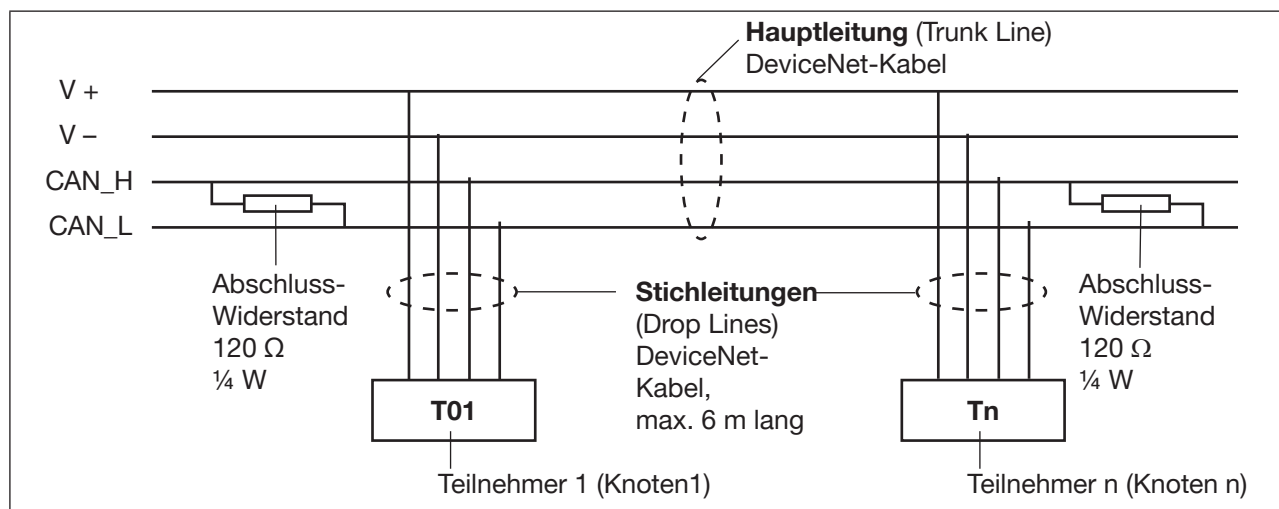 Hauptleitung (Trunk Line)
DeviceNet-Kabel
V +
V –
CAN_H
CAN_L
Abschluss-
Widerstand
120 Ω
¼ W
Stichleitungen
(Drop Lines)
DeviceNet-
Kabel,
max. 6 m lang
Abschluss-
Widerstand
120 Ω
¼ W
T01
Tn
Teilnehmer 1 (Knoten1)
Teilnehmer n (Knoten n)